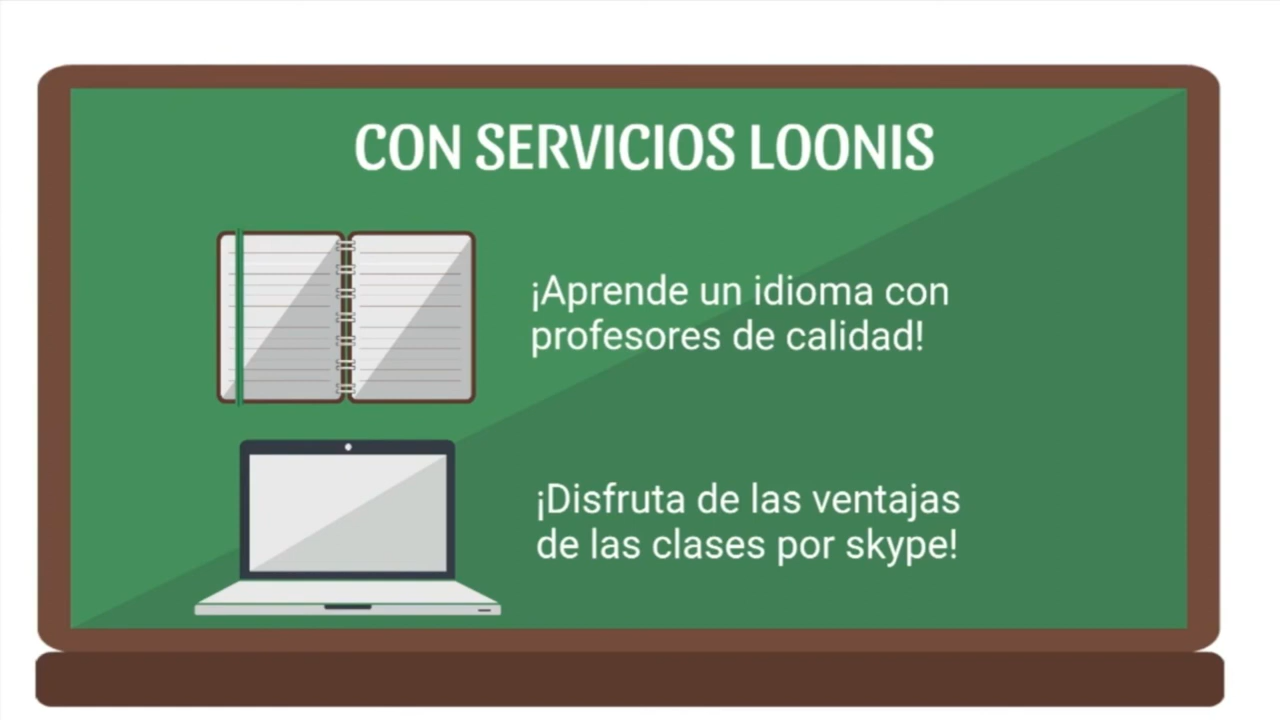 CON SERVICIOS LOONIS
¡Aprende un idioma con
profesores de calidad!
¡Disfruta de las ventajas
de las clases por skype!